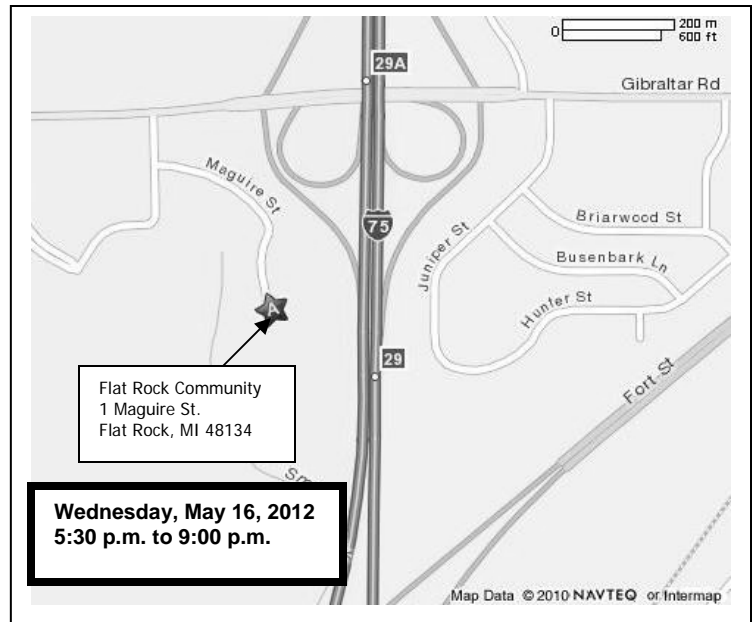 0
200 m
600 ft
29A
Gibraltar Rd
Maguire St
75
Juniper St
Briarwood St
Busenbark Ln
Hunter St
A
29
Fort St
Flat Rock Community
1 Maguire St.
Flat Rock, MI 48134
Wednesday, May 16, 2012
5:30 p.m. to 9:00 p.m.
Map Data © 2010 NAVTEQ or Intermap